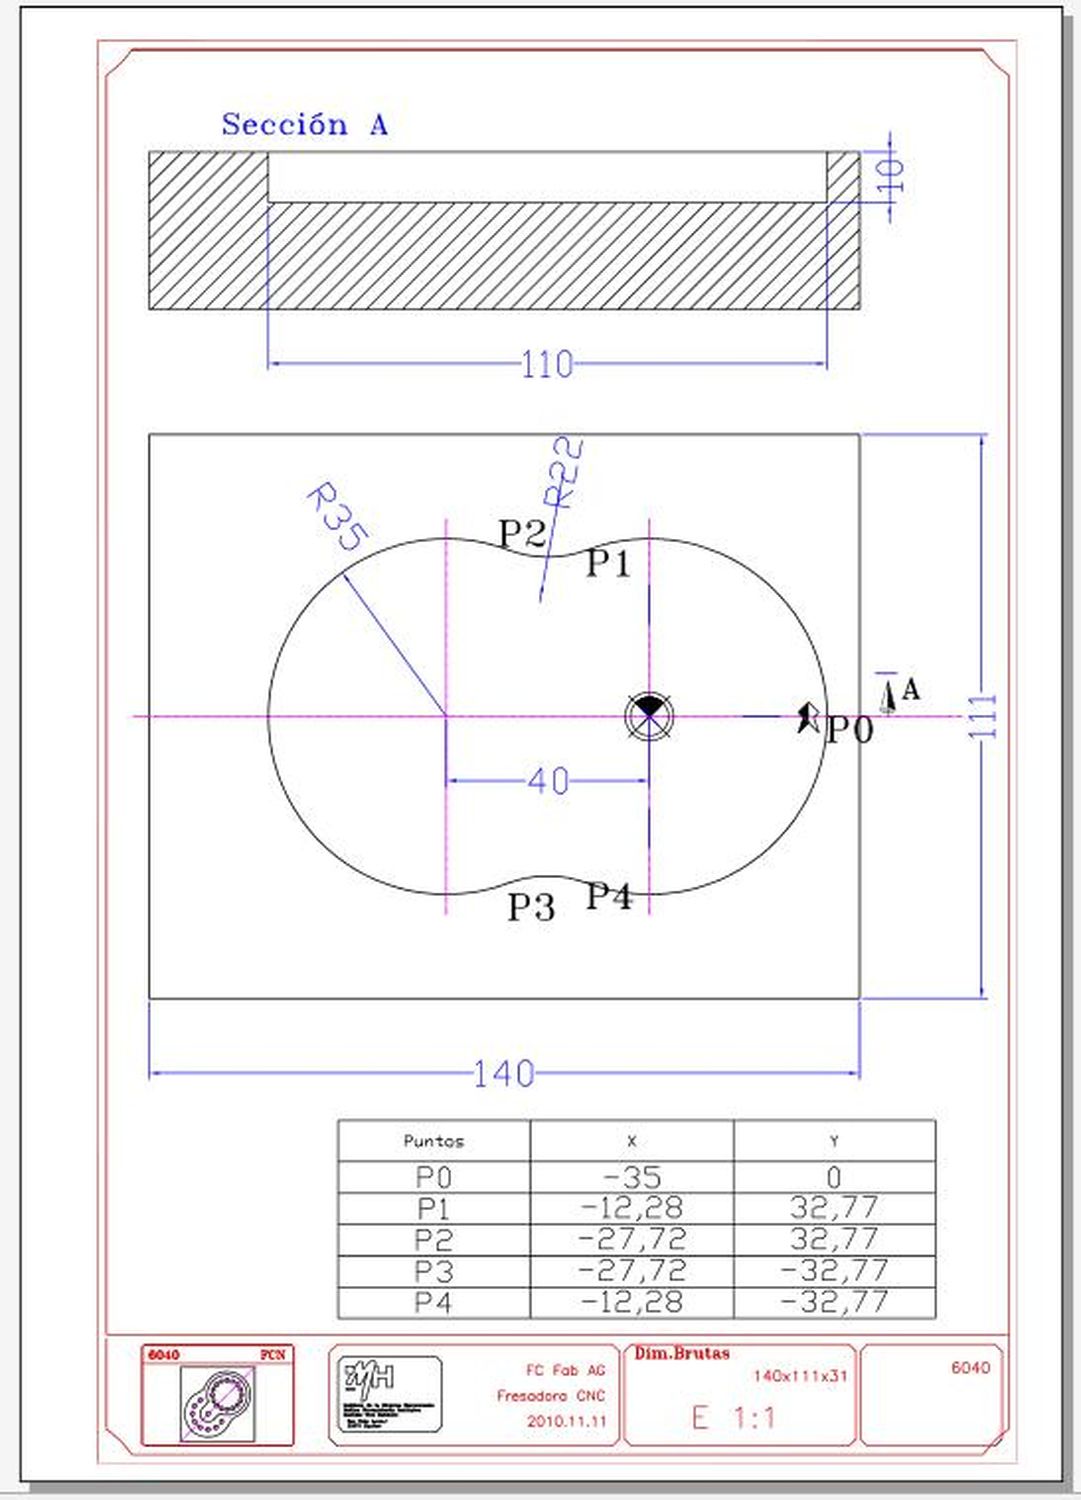 Sección A
10
110
R35
R22
P2
P1
A
P0
111
40
P3
P4
140
Puntos X Y
P0 -35 0
P1 -12,28 32,77
P2 -27,72 32,77
P3 -27,72 -32,77
P4 -12,28 -32,77
6040 FCN
MH
FC Fab AG
Fresadora CNC
2010.11.11
Dim.Brutas
140x111x31
E 1:1
6040